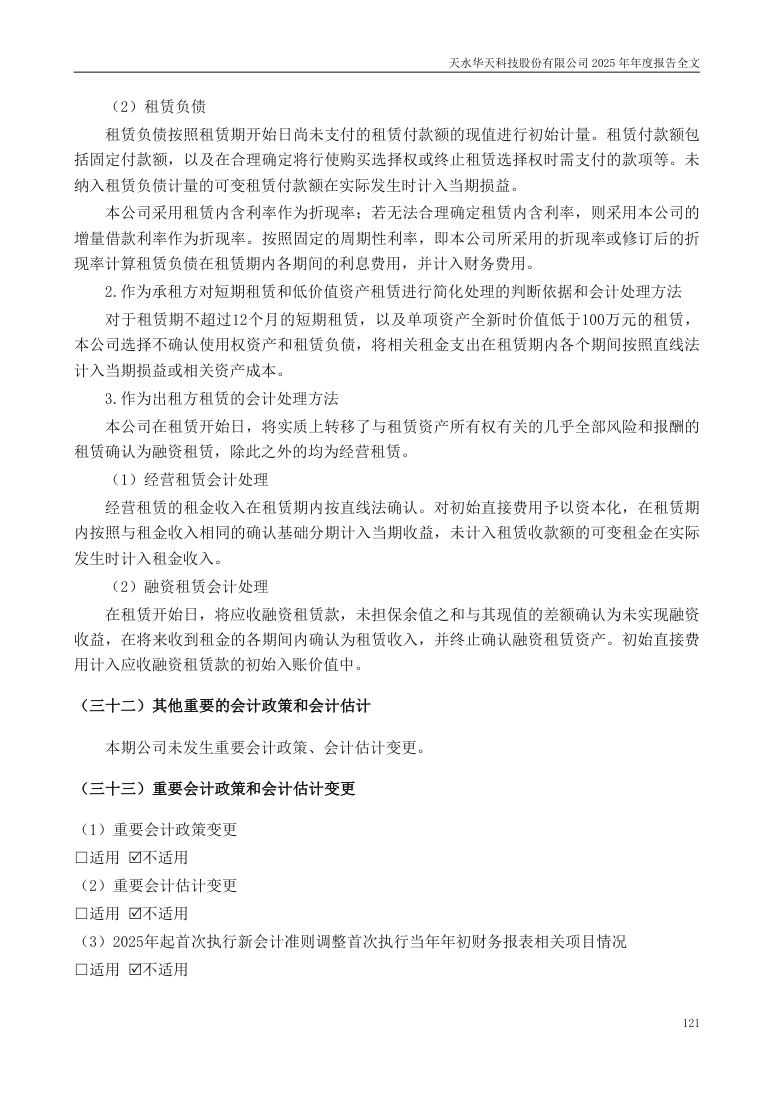 天水华天科技股份有限公司 2025 年年度报告全文
（2）租赁负债
租赁负债按照租赁期开始日尚未支付的租赁付款额的现值进行初始计量。租赁付款额包
括固定付款额，以及在合理确定将行使购买选择权或终止租赁选择权时需支付的款项等。未
纳入租赁负债计量的可变租赁付款额在实际发生时计入当期损益。
本公司采用租赁内含利率作为折现率；若无法合理确定租赁内含利率，则采用本公司的
增量借款利率作为折现率。按照固定的周期性利率，即本公司所采用的折现率或修订后的折
现率计算租赁负债在租赁期内各期间的利息费用，并计入财务费用。
2.作为承租方对短期租赁和低价值资产租赁进行简化处理的判断依据和会计处理方法
对于租赁期不超过12个月的短期租赁，以及单项资产全新时价值低于100万元的租赁，
本公司选择不确认使用权资产和租赁负债，将相关租金支出在租赁期内各个期间按照直线法
计入当期损益或相关资产成本。
3.作为出租方租赁的会计处理方法
本公司在租赁开始日，将实质上转移了与租赁资产所有权有关的几乎全部风险和报酬的
租赁确认为融资租赁，除此之外的均为经营租赁。
（1）经营租赁会计处理
经营租赁的租金收入在租赁期内按直线法确认。对初始直接费用予以资本化，在租赁期
内按照与租金收入相同的确认基础分期计入当期收益，未计入租赁收款额的可变租金在实际
发生时计入租金收入。
（2）融资租赁会计处理
在租赁开始日，将应收融资租赁款，未担保余值之和与其现值的差额确认为未实现融资
收益，在将来收到租金的各期间内确认为租赁收入，并终止确认融资租赁资产。初始直接费
用计入应收融资租赁款的初始入账价值中。
（三十二）其他重要的会计政策和会计估计
本期公司未发生重要会计政策、会计估计变更。
（三十三）重要会计政策和会计估计变更
（1）重要会计政策变更
□适用 ☑不适用
（2）重要会计估计变更
□适用 ☑不适用
（3）2025年起首次执行新会计准则调整首次执行当年年初财务报表相关项目情况
□适用 ☑不适用
121